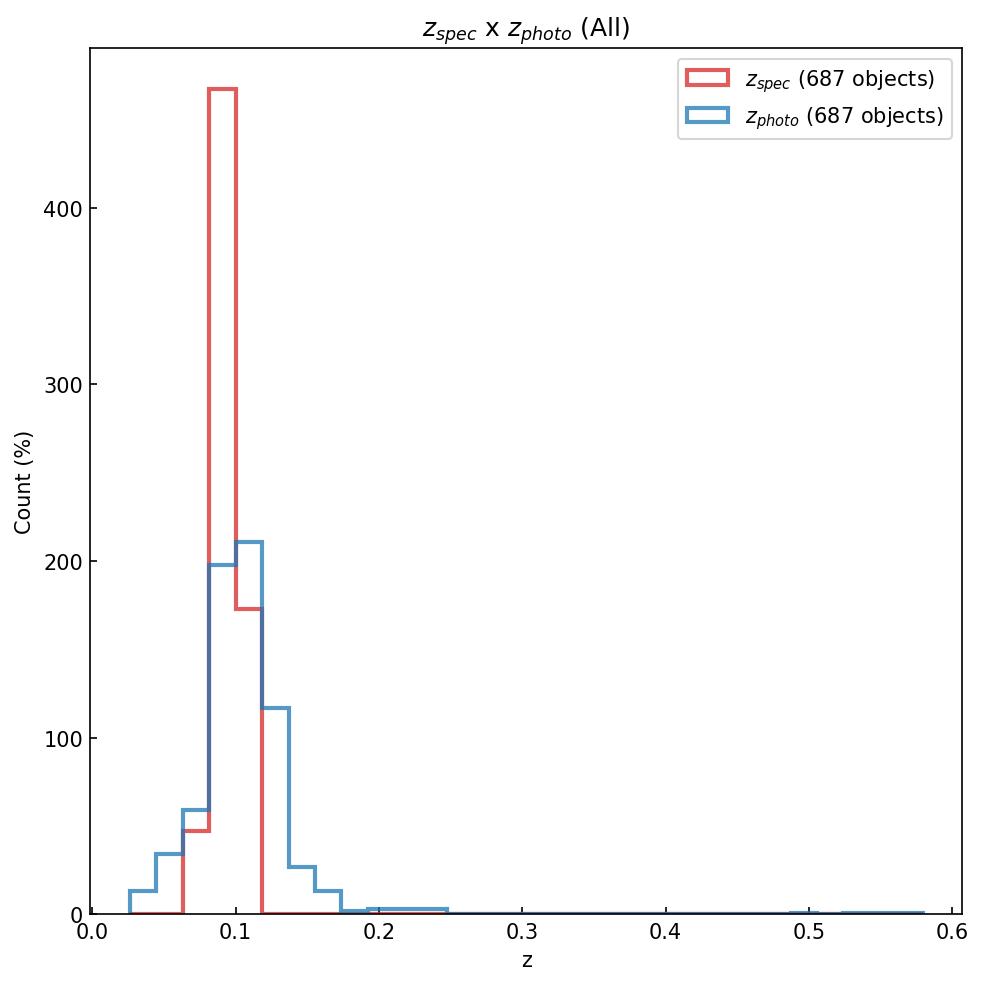 z_spec x z_photo (All)
z_spec (687 objects)
z_photo (687 objects)
Count (%)
400
300
200
100
0
0.0 0.1 0.2 0.3 0.4 0.5 0.6
z